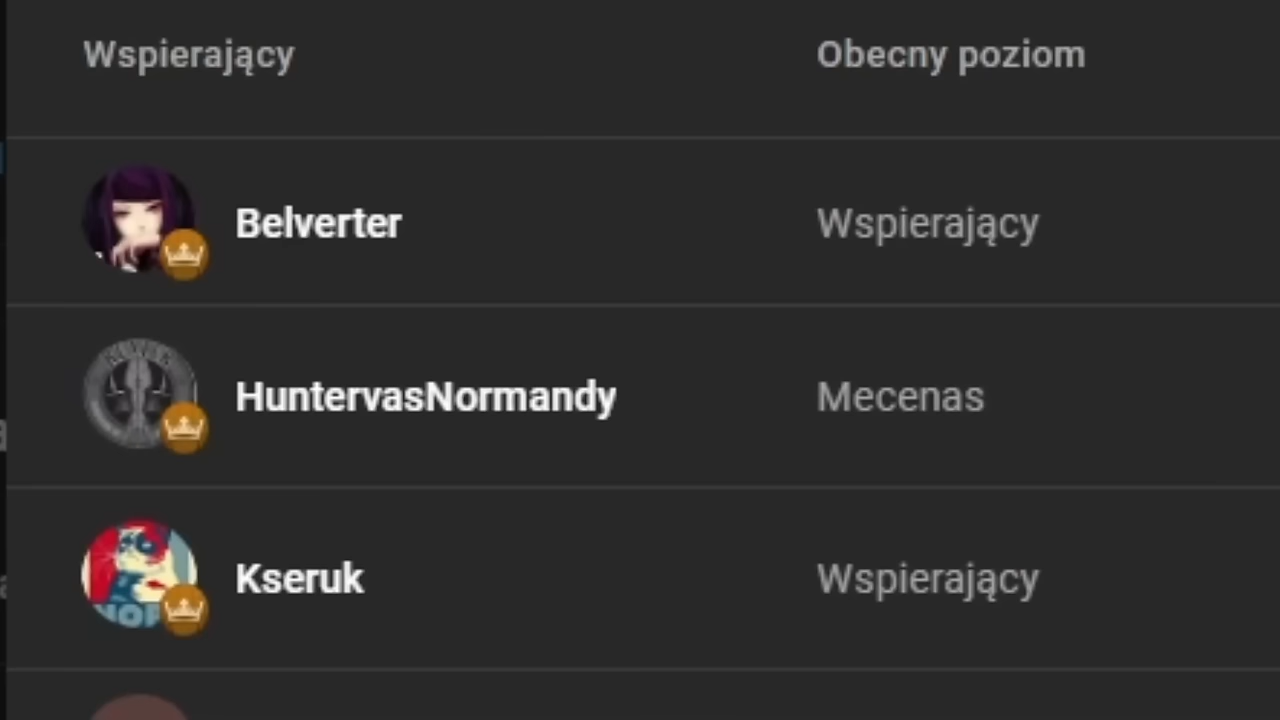 Wspierający Obecny poziom
Belverter Wspierający
HuntervasNormandy Mecenas
Kseruk Wspierający